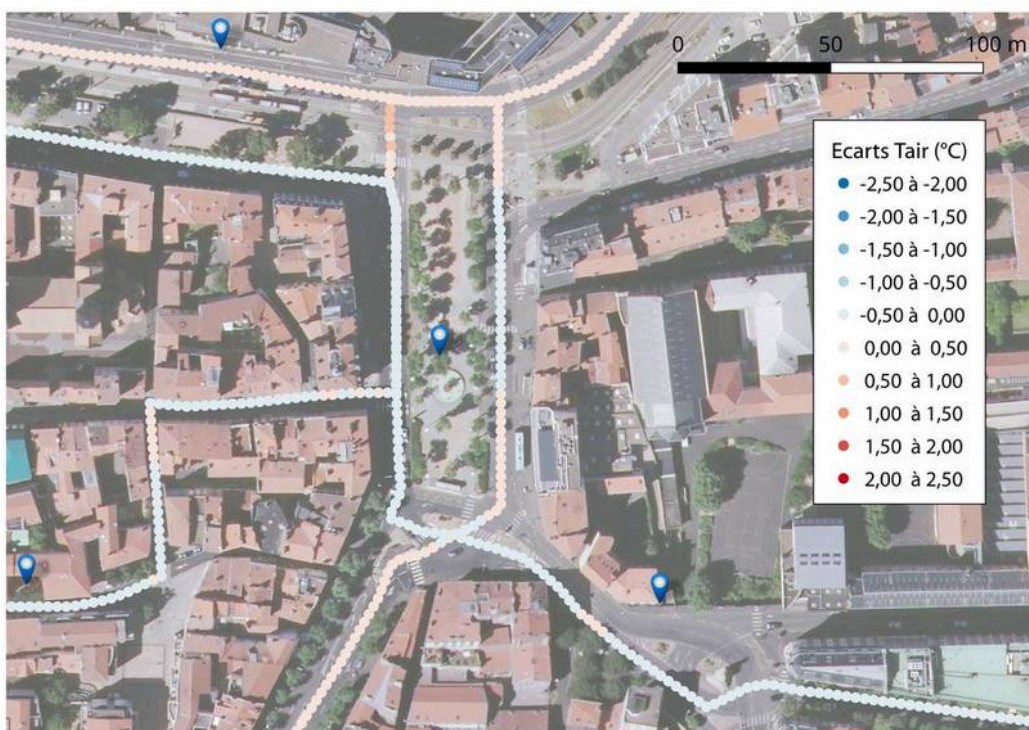 0 50 100 m
Ecarts Tair (°C)
-2,50 à -2,00
-2,00 à -1,50
-1,50 à -1,00
-1,00 à -0,50
-0,50 à 0,00
0,00 à 0,50
0,50 à 1,00
1,00 à 1,50
1,50 à 2,00
2,00 à 2,50